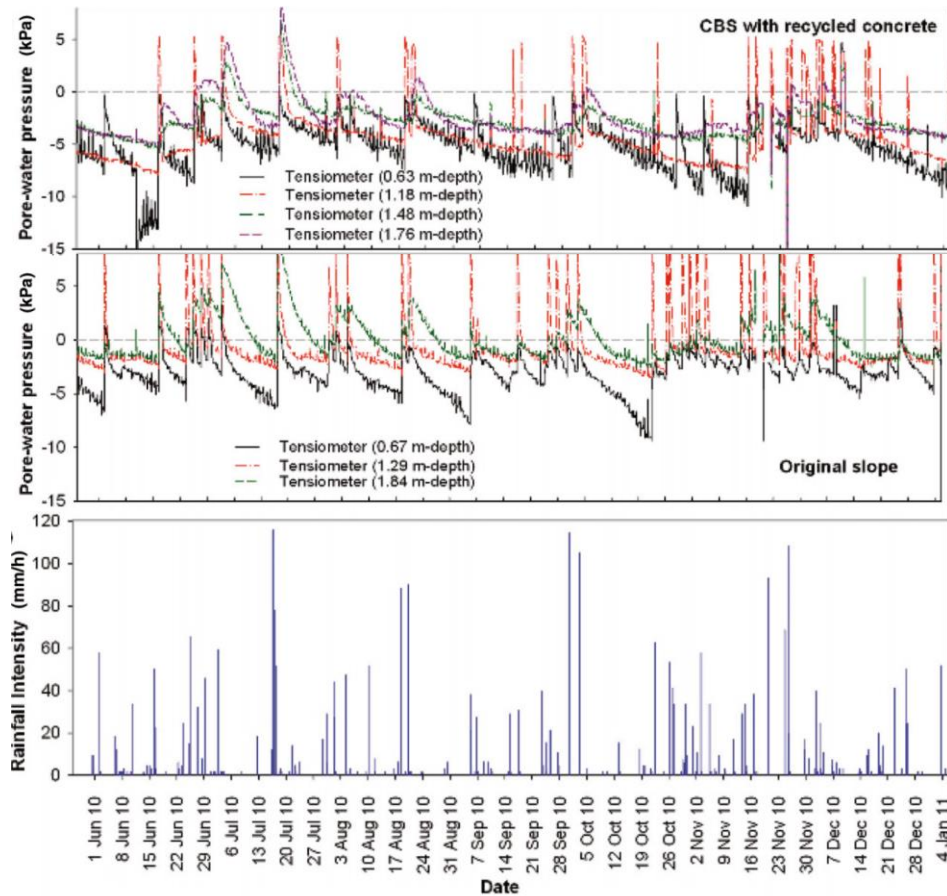 CBS with recycled concrete
Pore-water pressure (kPa)
5
0
-5
-10
-15
Tensiometer (0.63 m-depth)
Tensiometer (1.18 m-depth)
Tensiometer (1.48 m-depth)
Tensiometer (1.76 m-depth)
Pore-water pressure (kPa)
5
0
-5
-10
-15
Tensiometer (0.67 m-depth)
Tensiometer (1.29 m-depth)
Tensiometer (1.84 m-depth)
Original slope
Rainfall Intensity (mm/h)
120
100
80
60
40
20
0
1 Jun 10
8 Jun 10
15 Jun 10
22 Jun 10
29 Jun 10
6 Jul 10
13 Jul 10
20 Jul 10
27 Jul 10
3 Aug 10
10 Aug 10
17 Aug 10
24 Aug 10
31 Aug 10
7 Sep 10
14 Sep 10
21 Sep 10
28 Sep 10
5 Oct 10
12 Oct 10
19 Oct 10
26 Oct 10
2 Nov 10
9 Nov 10
16 Nov 10
23 Nov 10
30 Nov 10
7 Dec 10
14 Dec 10
21 Dec 10
28 Dec 10
4 Jan 11
Date